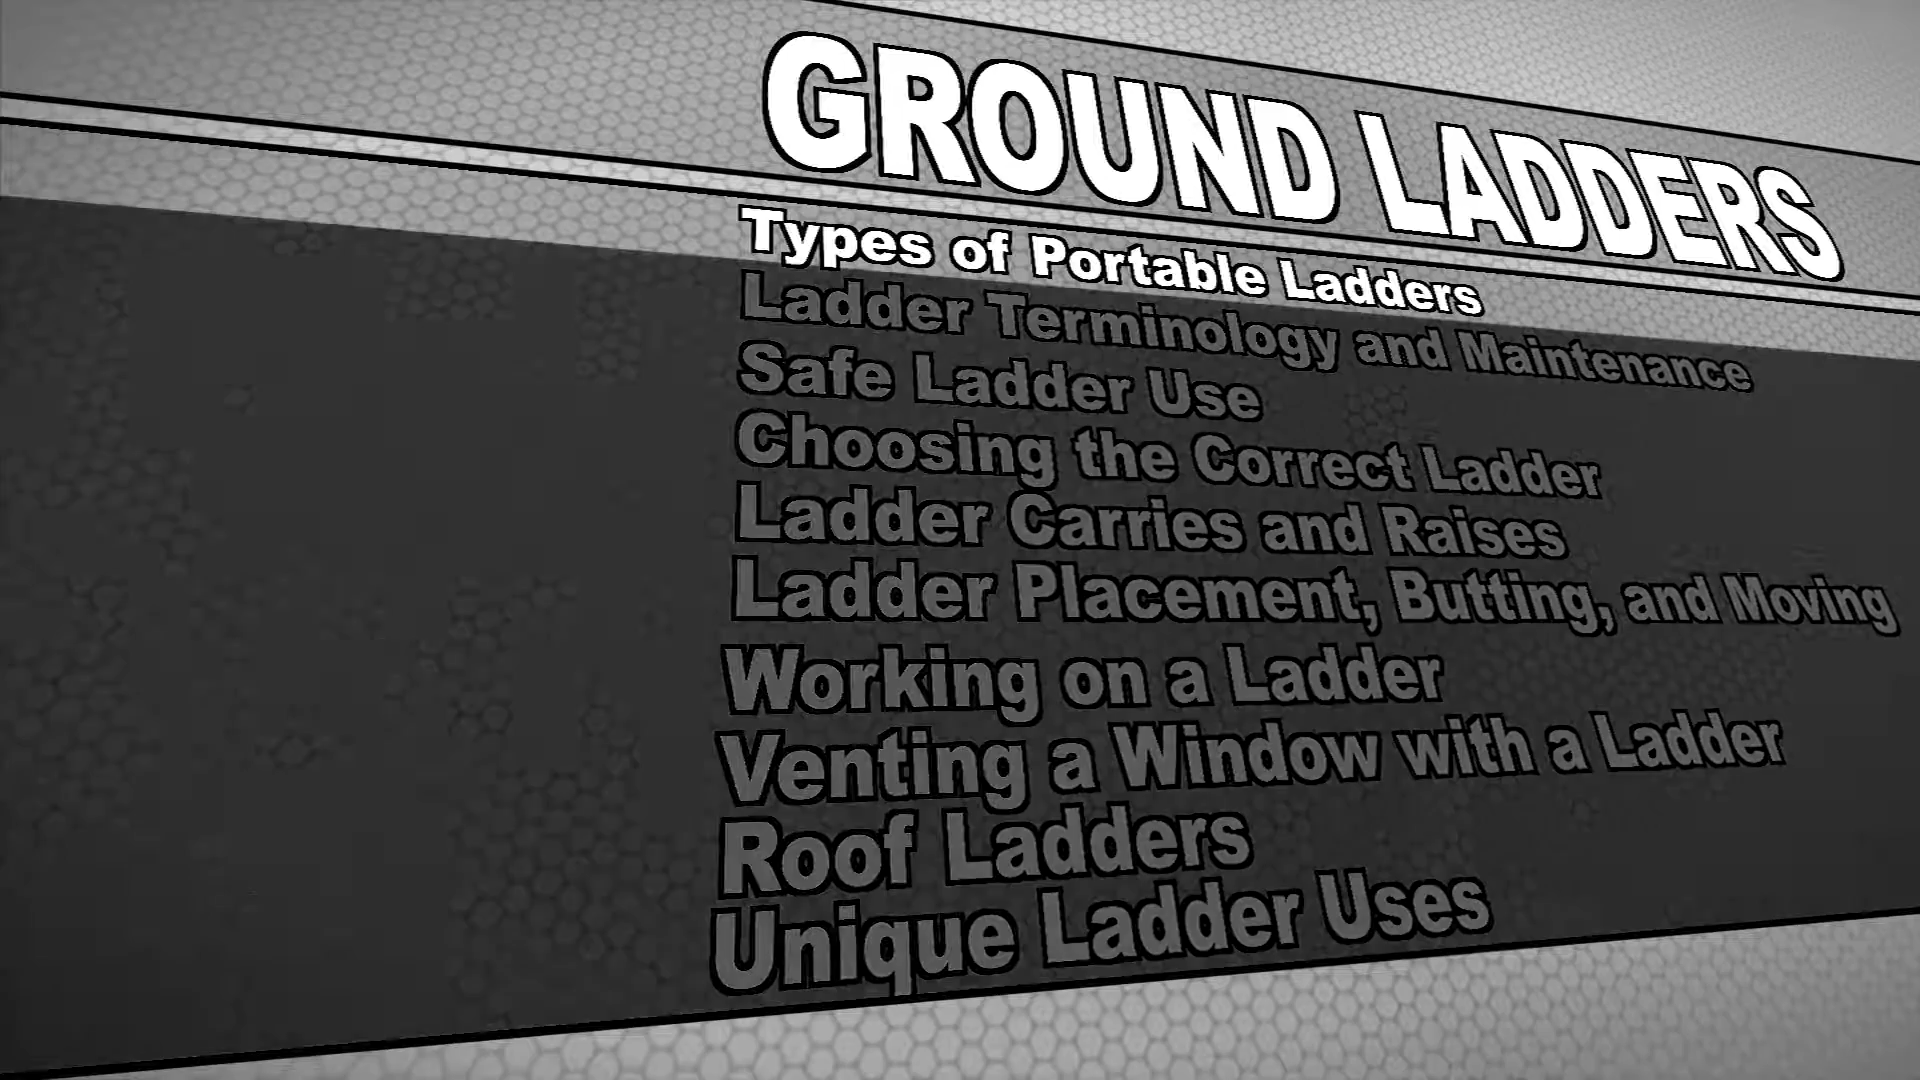 GROUND LADDERS
Types of Portable Ladders
Ladder Terminology and Maintenance
Safe Ladder Use
Choosing the Correct Ladder
Ladder Carries and Raises
Ladder Placement, Butting, and Moving
Working on a Ladder
Venting a Window with a Ladder
Roof Ladders
Unique Ladder Uses